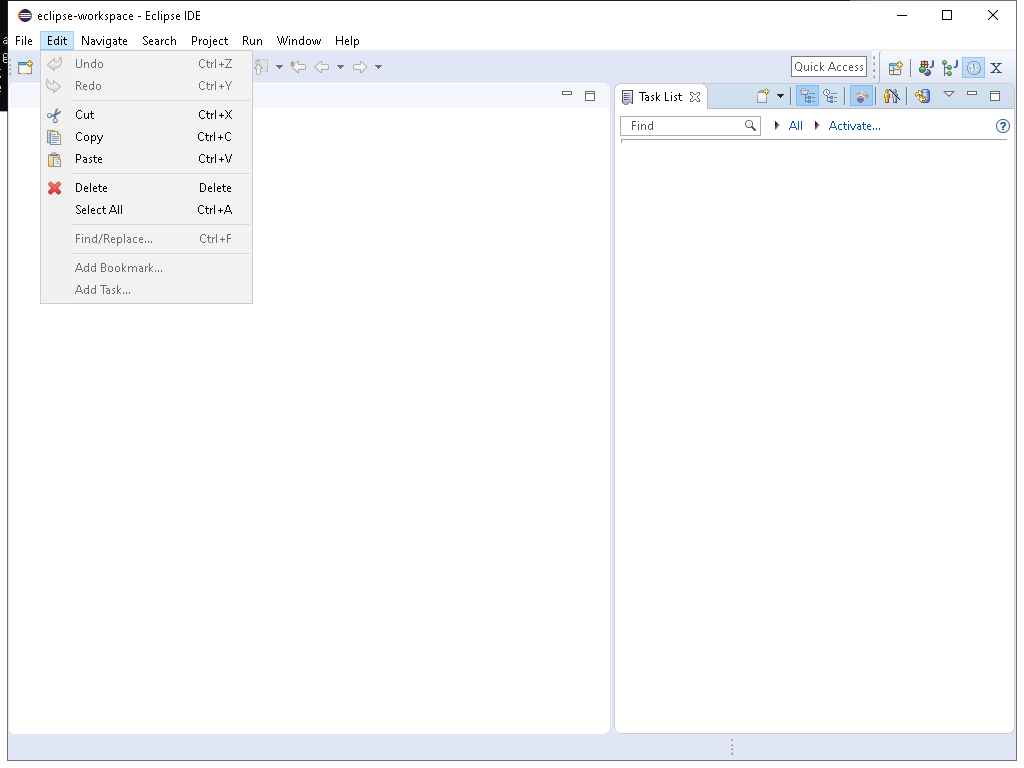 eclipse-workspace - Eclipse IDE
File Edit Navigate Search Project Run Window Help
Undo Ctrl+Z
Redo Ctrl+Y
Cut Ctrl+X
Copy Ctrl+C
Paste Ctrl+V
Delete Delete
Select All Ctrl+A
Find/Replace... Ctrl+F
Add Bookmark...
Add Task...
Quick Access
Task List
Find All Activate...